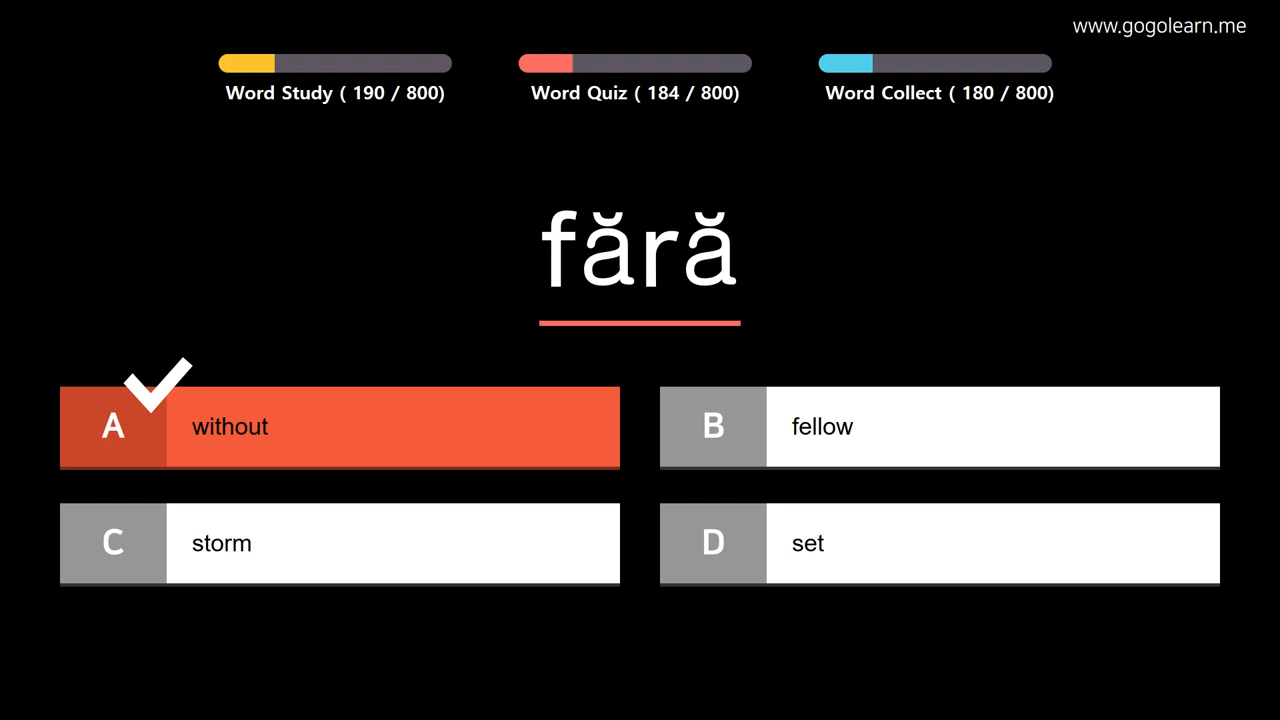 www.gogolearn.me
Word Study ( 190 / 800)
Word Quiz ( 184 / 800)
Word Collect ( 180 / 800)
fără
A without
B fellow
C storm
D set